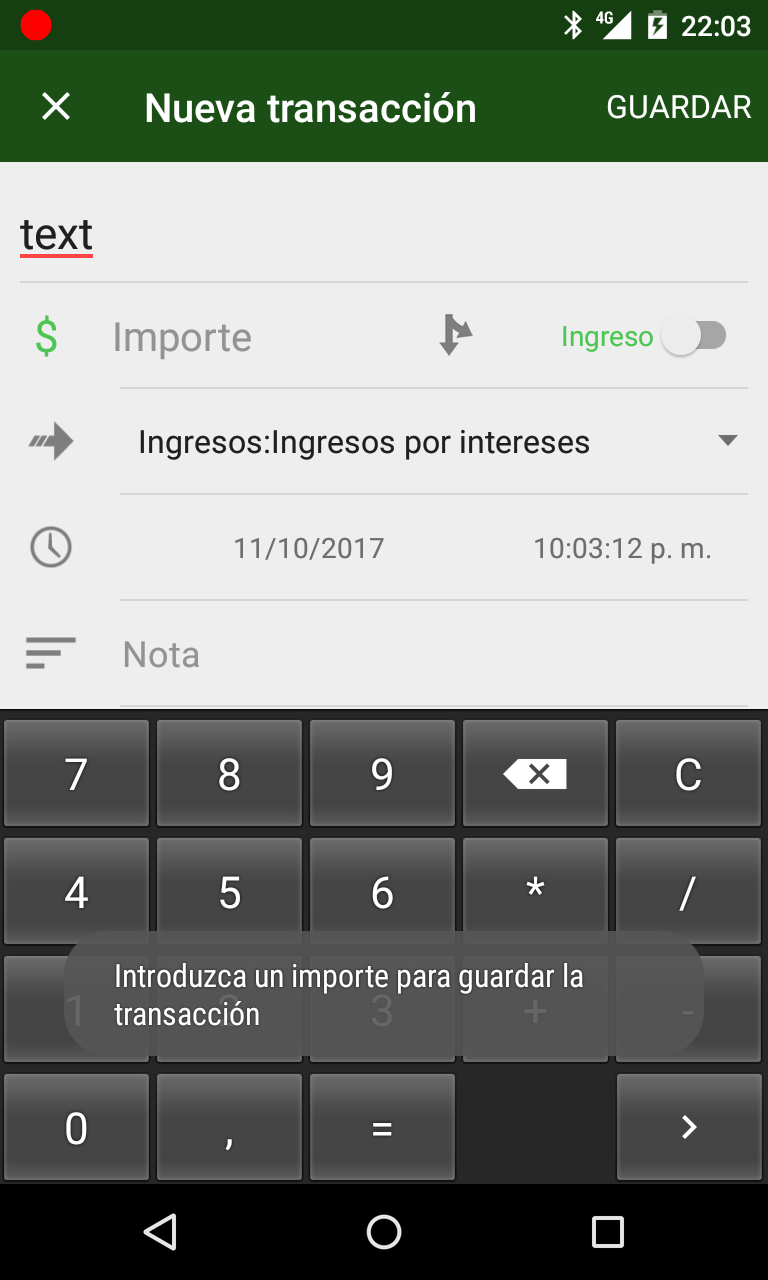 4G 22:03
Nueva transacción GUARDAR
text
$ Importe Ingreso
Ingresos:Ingresos por intereses
11/10/2017 10:03:12 p. m.
Nota
7 8 9 C
4 5 6 * /
Introduzca un importe para guardar la
transacción
1 2 3 + -
0 , = >